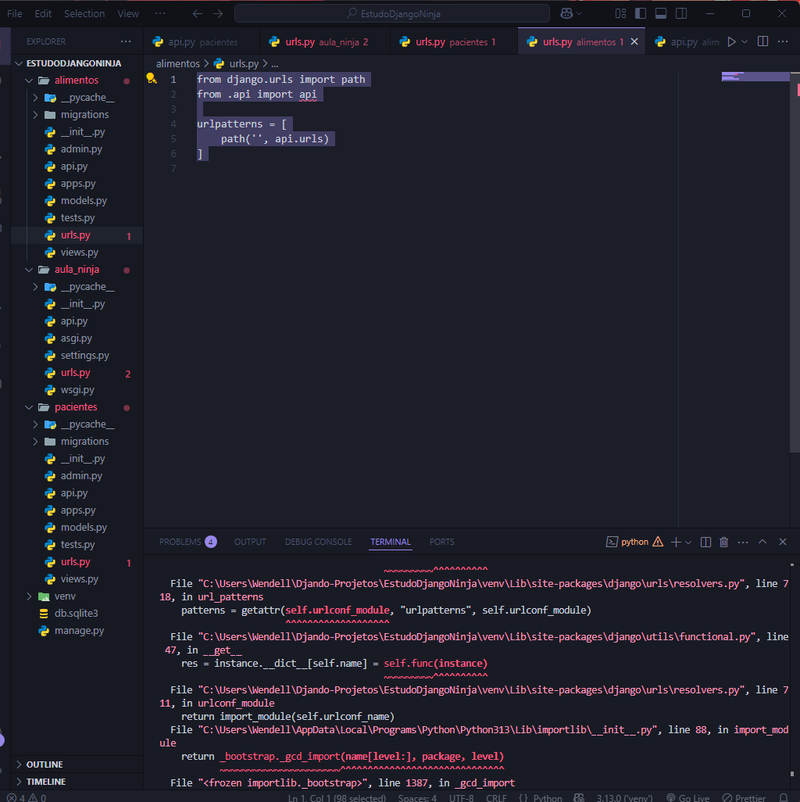 File Edit Selection View ··· EstudoDjangoNinja
EXPLORER ···
ESTUDODJANGONINJA
alimentos
__pycache__
migrations
__init__.py
admin.py
api.py
apps.py
models.py
tests.py
urls.py 1
views.py
aula_ninja
__pycache__
__init__.py
api.py
asgi.py
settings.py
urls.py 2
wsgi.py
pacientes
__pycache__
migrations
__init__.py
admin.py
api.py
apps.py
models.py
tests.py
urls.py 1
views.py
venv
db.sqlite3
manage.py
OUTLINE
TIMELINE
api.py pacientes urls.py aula_ninja 2 urls.py pacientes 1 urls.py alimentos 1 api.py alim
alimentos > urls.py > ...
1 from django.urls import path
2 from .api import api
3
4 urlpatterns = [
5 path('', api.urls)
6 ]
7
PROBLEMS 4 OUTPUT DEBUG CONSOLE TERMINAL PORTS python
~~~~~~~~~^^^^^^^^^^
File "C:\Users\Wendell\Djando-Projetos\EstudoDjangoNinja\venv\Lib\site-packages\django\urls\resolvers.py", line 7
18, in url_patterns
patterns = getattr(self.urlconf_module, "urlpatterns", self.urlconf_module)
^^^^^^^^^^^^^^^^^^^
File "C:\Users\Wendell\Djando-Projetos\EstudoDjangoNinja\venv\Lib\site-packages\django\utils\functional.py", line
47, in __get__
res = instance.__dict__[self.name] = self.func(instance)
~~~~~~~~~^^^^^^^^^^
File "C:\Users\Wendell\Djando-Projetos\EstudoDjangoNinja\venv\Lib\site-packages\django\urls\resolvers.py", line 7
11, in urlconf_module
return import_module(self.urlconf_name)
File "C:\Users\Wendell\AppData\Local\Programs\Python\Python313\Lib\importlib\__init__.py", line 88, in import_mod
ule
return _bootstrap._gcd_import(name[level:], package, level)
~~~~~~~~~~~~~~~~~~~~~~^^^^^^^^^^^^^^^^^^^^^^^^^^^^^^
File "<frozen importlib._bootstrap>", line 1387, in _gcd_import
4 0 Ln 1, Col 1 (98 selected) Spaces: 4 UTF-8 CRLF {} Python 3.13.0 ('venv') Go Live Prettier